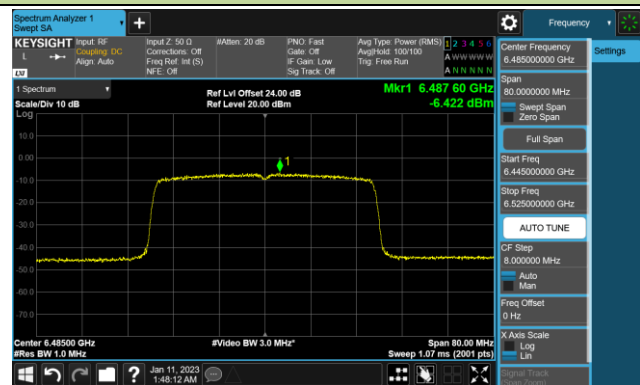 Spectrum Analyzer 1
Swept SA
Frequency
KEYSIGHT
L
LXI
Input: RF
Coupling: DC
Align: Auto
Input Z: 50 Ω
Corrections: Off
Freq Ref: Int (S)
NFE: Off
#Atten: 20 dB
PNO: Fast
Gate: Off
IF Gain: Low
Sig Track: Off
Avg Type: Power (RMS)
Avg|Hold: 100/100
Trig: Free Run
1 2 3 4 5 6
A W W W W W
A N N N N N
1 Spectrum
Scale/Div 10 dB
Log
Ref Lvl Offset 24.00 dB
Ref Level 20.00 dBm
Mkr1 6.487 60 GHz
-6.422 dBm
10.0
0.00
-10.0
-20.0
-30.0
-40.0
-50.0
-60.0
-70.0
1
Center 6.48500 GHz
#Res BW 1.0 MHz
#Video BW 3.0 MHz*
Span 80.00 MHz
Sweep 1.07 ms (2001 pts)
Center Frequency
6.485000000 GHz
Settings
Span
80.0000000 MHz
Swept Span
Zero Span
Full Span
Start Freq
6.445000000 GHz
Stop Freq
6.525000000 GHz
AUTO TUNE
CF Step
8.000000 MHz
Auto
Man
Freq Offset
0 Hz
X Axis Scale
Log
Lin
Signal Track
(Span Zoom)
Jan 11, 2023
1:48:12 AM